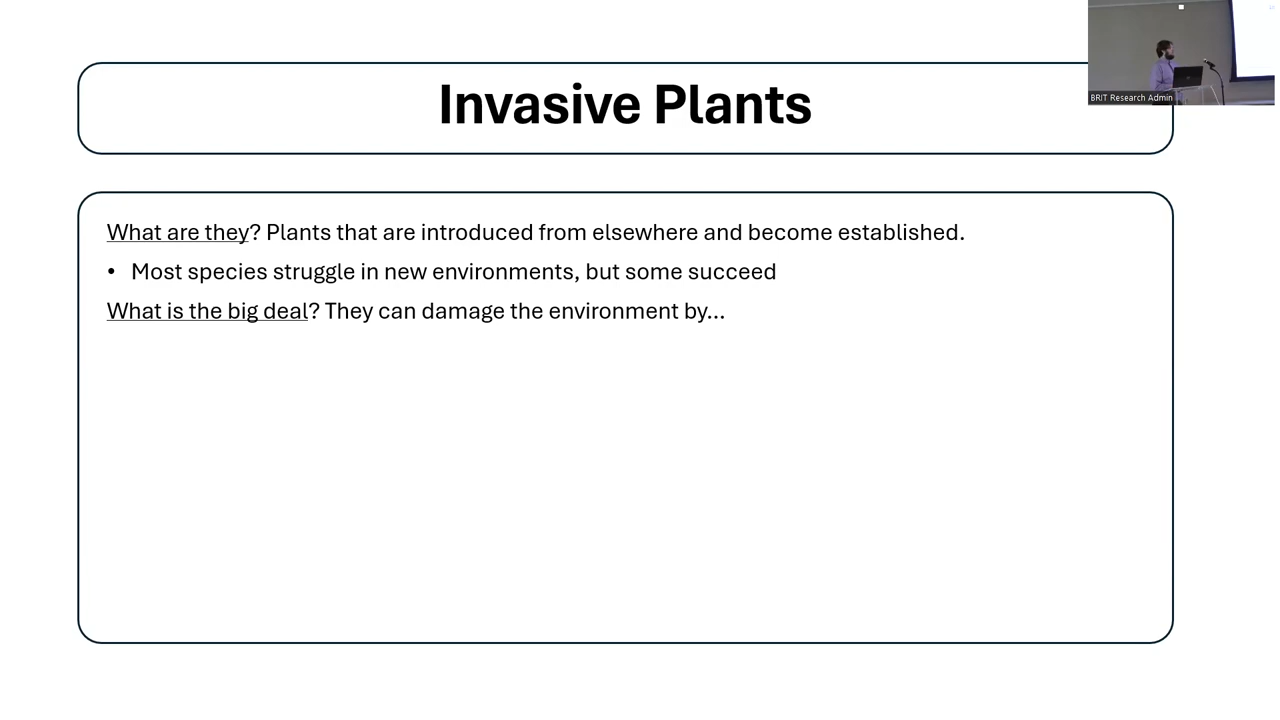 Invasive Plants
BRIT Research Admin
What are they? Plants that are introduced from elsewhere and become established.
• Most species struggle in new environments, but some succeed
What is the big deal? They can damage the environment by...